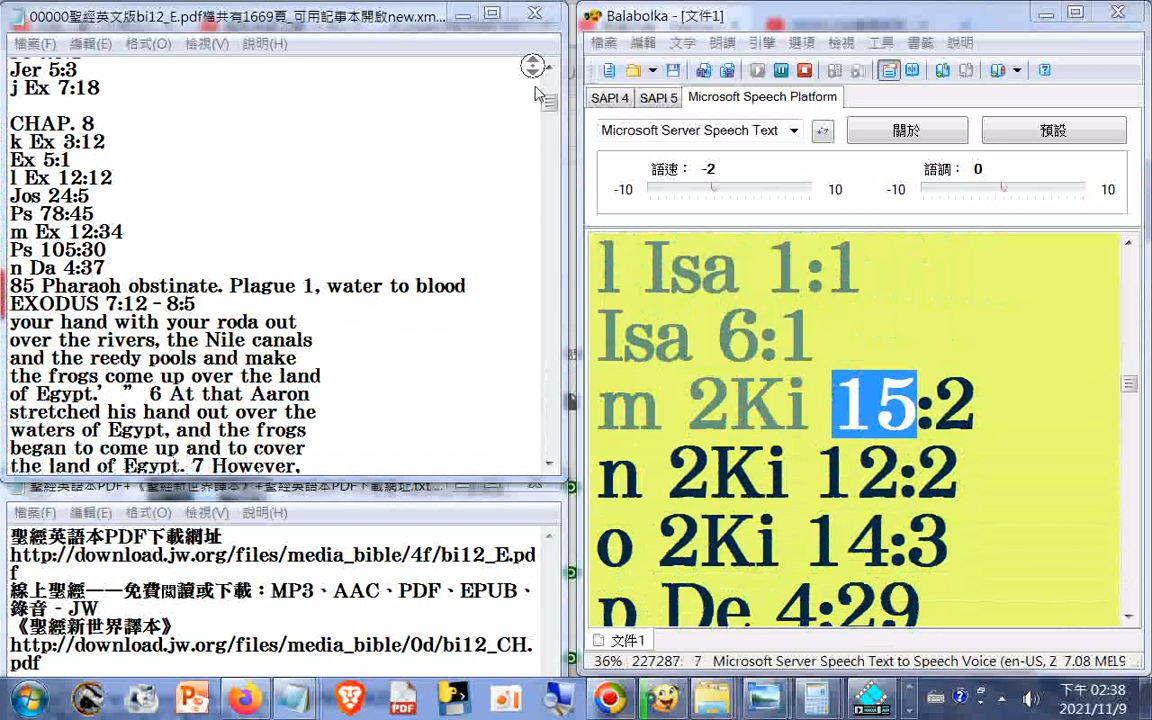 00000聖經英文版bi12_E.pdf檔共有1669頁_可用記事本開啟new.xm...
檔案(F) 編輯(E) 格式(O) 檢視(V) 說明(H)
Jer 5:3
j Ex 7:18
CHAP. 8
k Ex 3:12
Ex 5:1
l Ex 12:12
Jos 24:5
Ps 78:45
m Ex 12:34
Ps 105:30
n Da 4:37
85 Pharaoh obstinate. Plague 1, water to blood
EXODUS 7:12–8:5
your hand with your roda out
over the rivers, the Nile canals
and the reedy pools and make
the frogs come up over the land
of Egypt.’ ” 6 At that Aaron
stretched his hand out over the
waters of Egypt, and the frogs
began to come up and to cover
the land of Egypt. 7 However,
聖經英語本PDF+《聖經新世界譯本》+聖經英語本PDF下載網址.txt ...
檔案(F) 編輯(E) 格式(O) 檢視(V) 說明(H)
聖經英語本PDF下載網址
http://download.jw.org/files/media_bible/4f/bi12_E.pd
f
線上聖經——免費閱讀或下載：MP3、AAC、PDF、EPUB、
錄音 - JW
《聖經新世界譯本》
http://download.jw.org/files/media_bible/0d/bi12_CH.
pdf
Balabolka - [文件1]
檔案 編輯 文字 朗讀 引擎 選項 檢視 工具 書籤 說明
SAPI 4 SAPI 5 Microsoft Speech Platform
Microsoft Server Speech Text 關於 預設
語速： -2 語調： 0
-10 10 -10 10
l Isa 1:1
Isa 6:1
m 2Ki 15:2
n 2Ki 12:2
o 2Ki 14:3
p De 4:29
文件1
36% 227287: 7 Microsoft Server Speech Text to Speech Voice (en-US, Z 7.08 MEL9
下午 02:38
2021/11/9